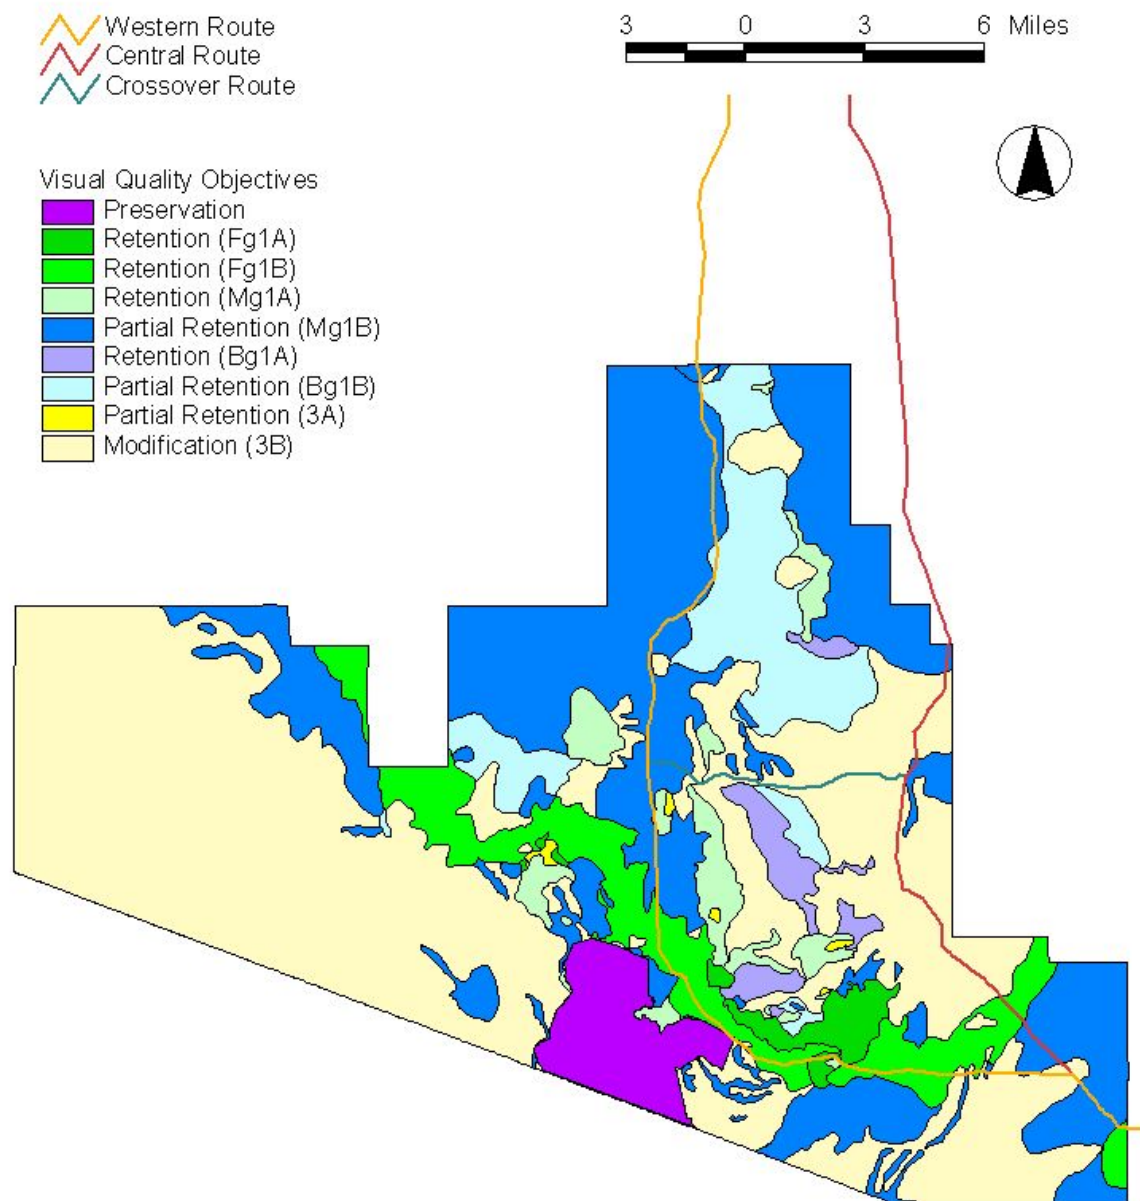 Western Route
Central Route
Crossover Route
3 0 3 6 Miles
Visual Quality Objectives
Preservation
Retention (Fg1A)
Retention (Fg1B)
Retention (Mg1A)
Partial Retention (Mg1B)
Retention (Bg1A)
Partial Retention (Bg1B)
Partial Retention (3A)
Modification (3B)